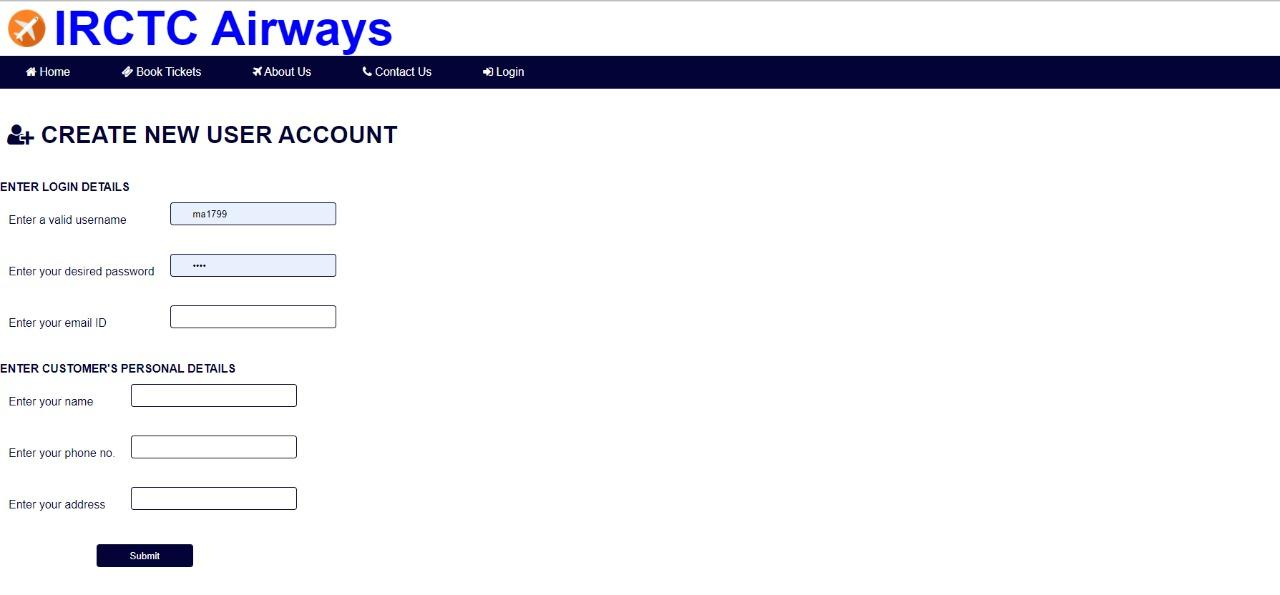 IRCTC Airways
Home Book Tickets About Us Contact Us Login
CREATE NEW USER ACCOUNT
ENTER LOGIN DETAILS
Enter a valid username ma1799
Enter your desired password ••••
Enter your email ID
ENTER CUSTOMER'S PERSONAL DETAILS
Enter your name
Enter your phone no.
Enter your address
Submit